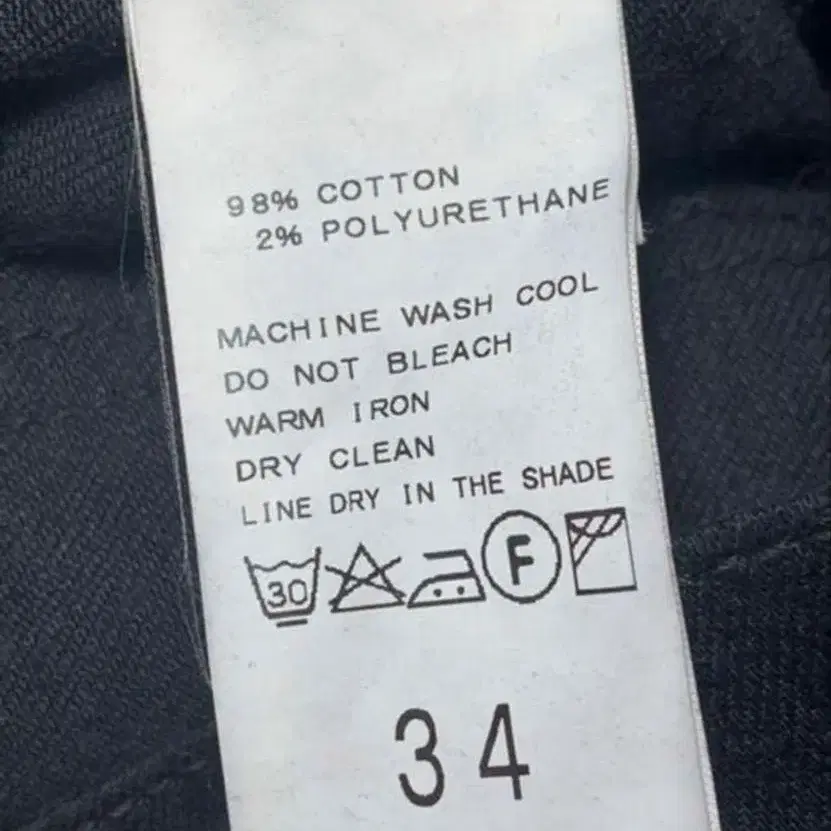 98% COTTON
2% POLYURETHANE
MACHINE WASH COOL
DO NOT BLEACH
WARM IRON
DRY CLEAN
LINE DRY IN THE SHADE
30 F
34